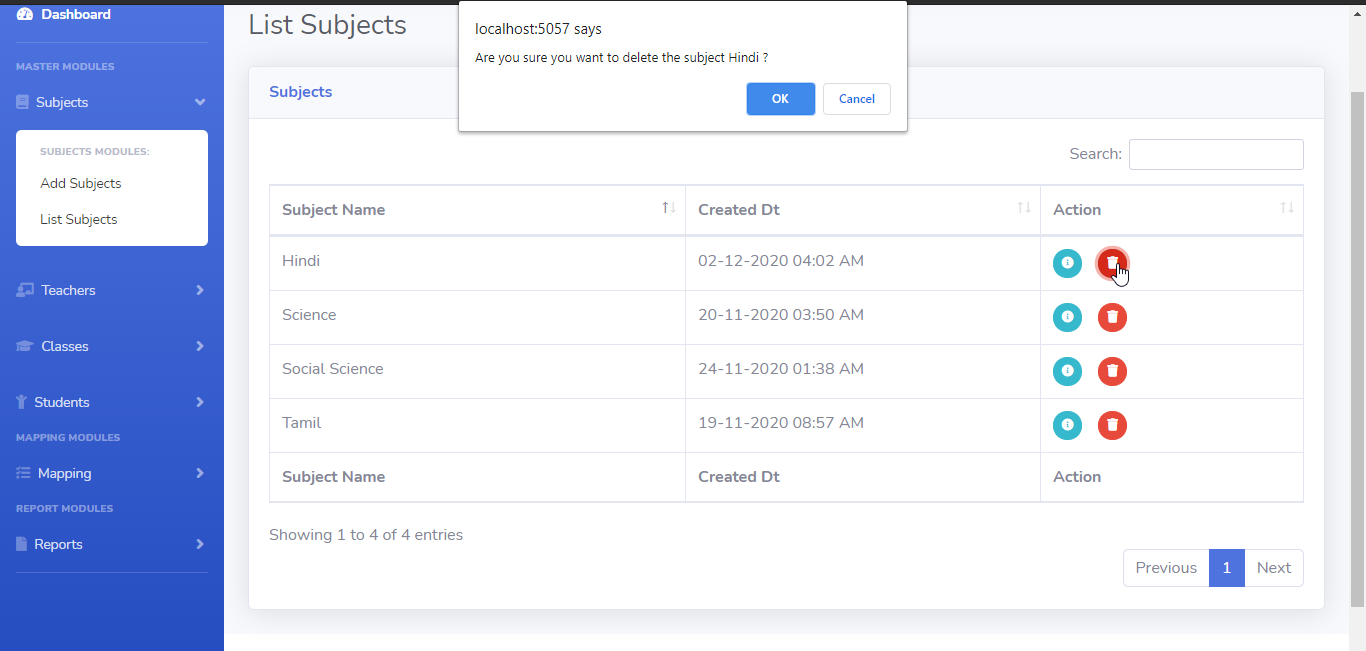 Dashboard
MASTER MODULES
Subjects
SUBJECTS MODULES:
Add Subjects
List Subjects
Teachers
Classes
Students
MAPPING MODULES
Mapping
REPORT MODULES
Reports
List Subjects
localhost:5057 says
Are you sure you want to delete the subject Hindi ?
OK Cancel
Subjects
Search:
Subject Name Created Dt Action
Hindi 02-12-2020 04:02 AM
Science 20-11-2020 03:50 AM
Social Science 24-11-2020 01:38 AM
Tamil 19-11-2020 08:57 AM
Subject Name Created Dt Action
Showing 1 to 4 of 4 entries
Previous 1 Next